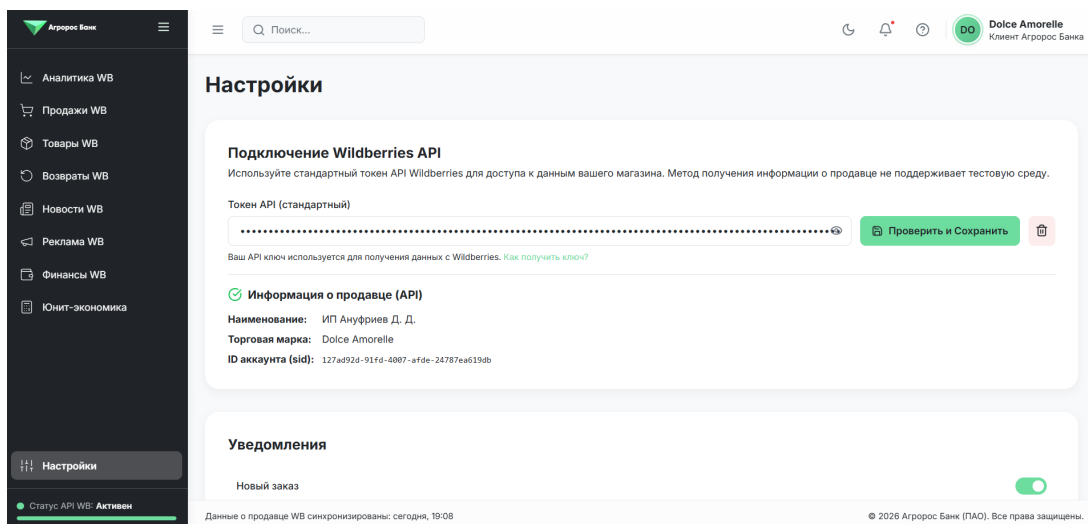 Агророс Банк
Поиск...
DO
Dolce Amorelle
Клиент Агророс Банка
Аналитика WB
Продажи WB
Товары WB
Возвраты WB
Новости WB
Реклама WB
Финансы WB
Юнит-экономика
Настройки
Статус API WB: Активен
Настройки
Подключение Wildberries API
Используйте стандартный токен API Wildberries для доступа к данным вашего магазина. Метод получения информации о продавце не поддерживает тестовую среду.
Токен API (стандартный)
Проверить и Сохранить
Ваш API ключ используется для получения данных с Wildberries. Как получить ключ?
Информация о продавце (API)
Наименование: ИП Ануфриев Д. Д.
Торговая марка: Dolce Amorelle
ID аккаунта (sid): 127ad92d-91fd-4007-afde-24787ea619db
Уведомления
Новый заказ
Данные о продавце WB синхронизированы: сегодня, 19:08
© 2026 Агророс Банк (ПАО). Все права защищены.